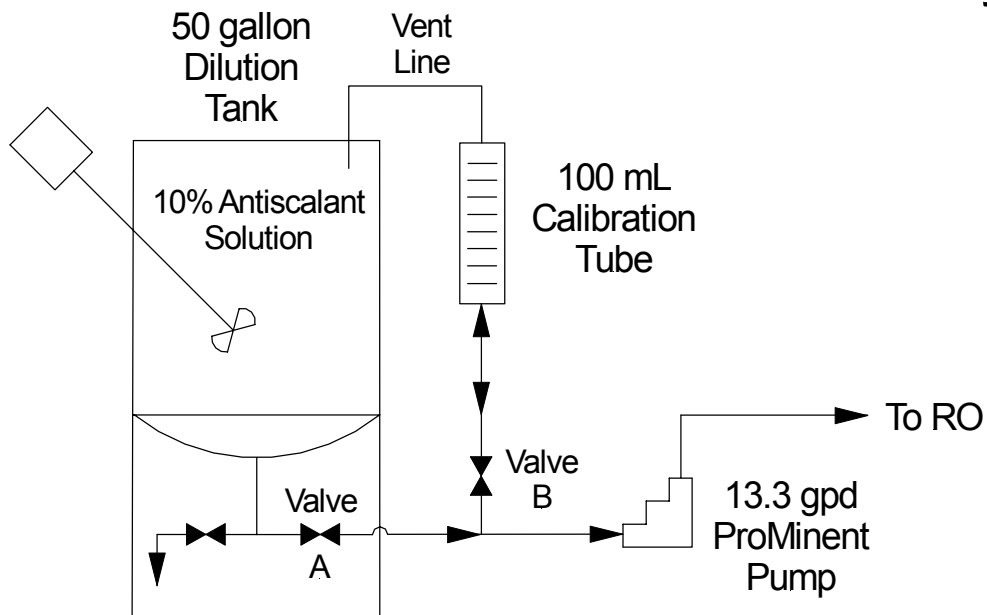 50 gallon
Dilution
Tank
Vent
Line
10% Antiscalant
Solution
100 mL
Calibration
Tube
Valve
A
Valve
B
To RO
13.3 gpd
ProMinent
Pump